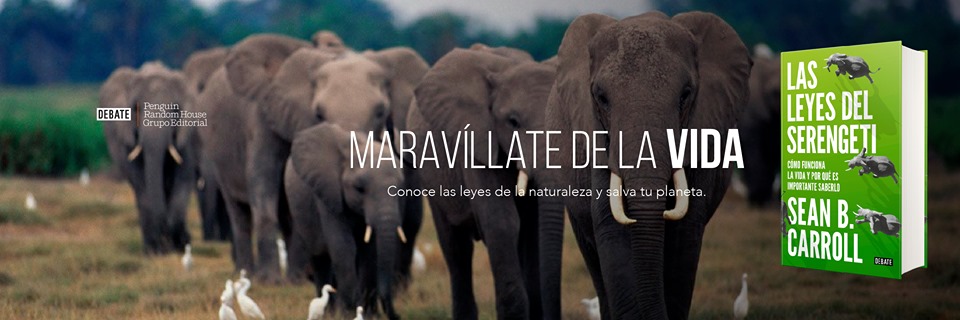 DEBATE
Penguin
Random House
Grupo Editorial
MARAVÍLLATE DE LA VIDA
Conoce las leyes de la naturaleza y salva tu planeta.
LAS
LEYES DEL
SERENGETI
CÓMO FUNCIONA
LA VIDA Y POR QUÉ ES
IMPORTANTE SABERLO
SEAN B.
CARROLL
DEBATE